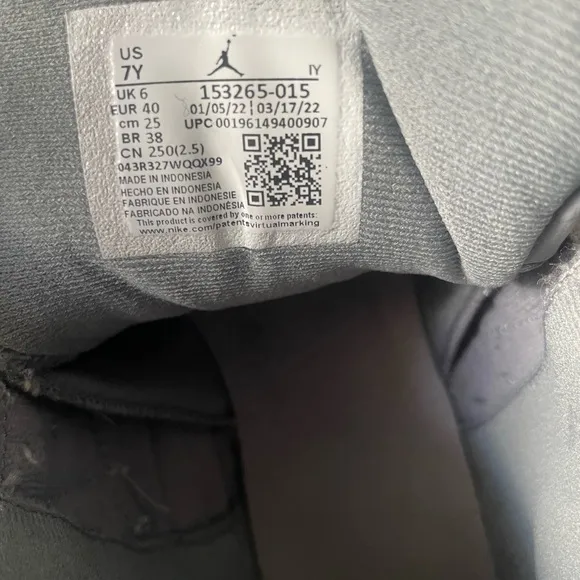 US
7Y IY
UK 6 153265-015
EUR 40 01/05/22 | 03/17/22
cm 25 UPC 00196149400907
BR 38
CN 250(2.5)
043R327WQQX99
MADE IN INDONESIA
HECHO EN INDONESIA
FABRIQUE EN INDONESIE
FABRICADO NA INDONÉSIA
This product is covered by one or more patents:
www.nike.com/patentsvirtualmarking